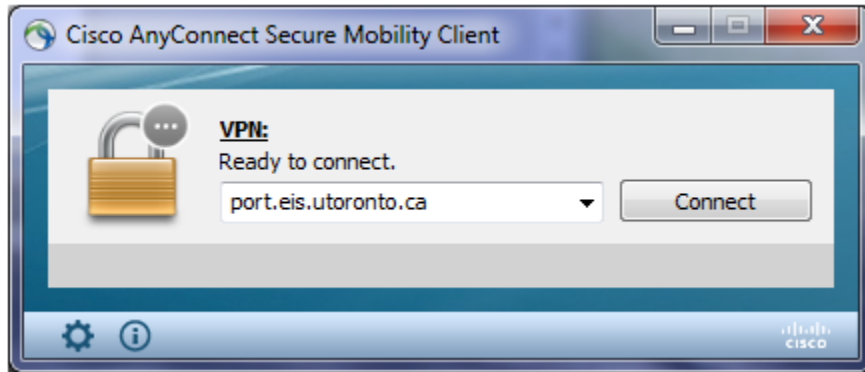 Cisco AnyConnect Secure Mobility Client
VPN:
Ready to connect.
port.eis.utoronto.ca
Connect
CISCO